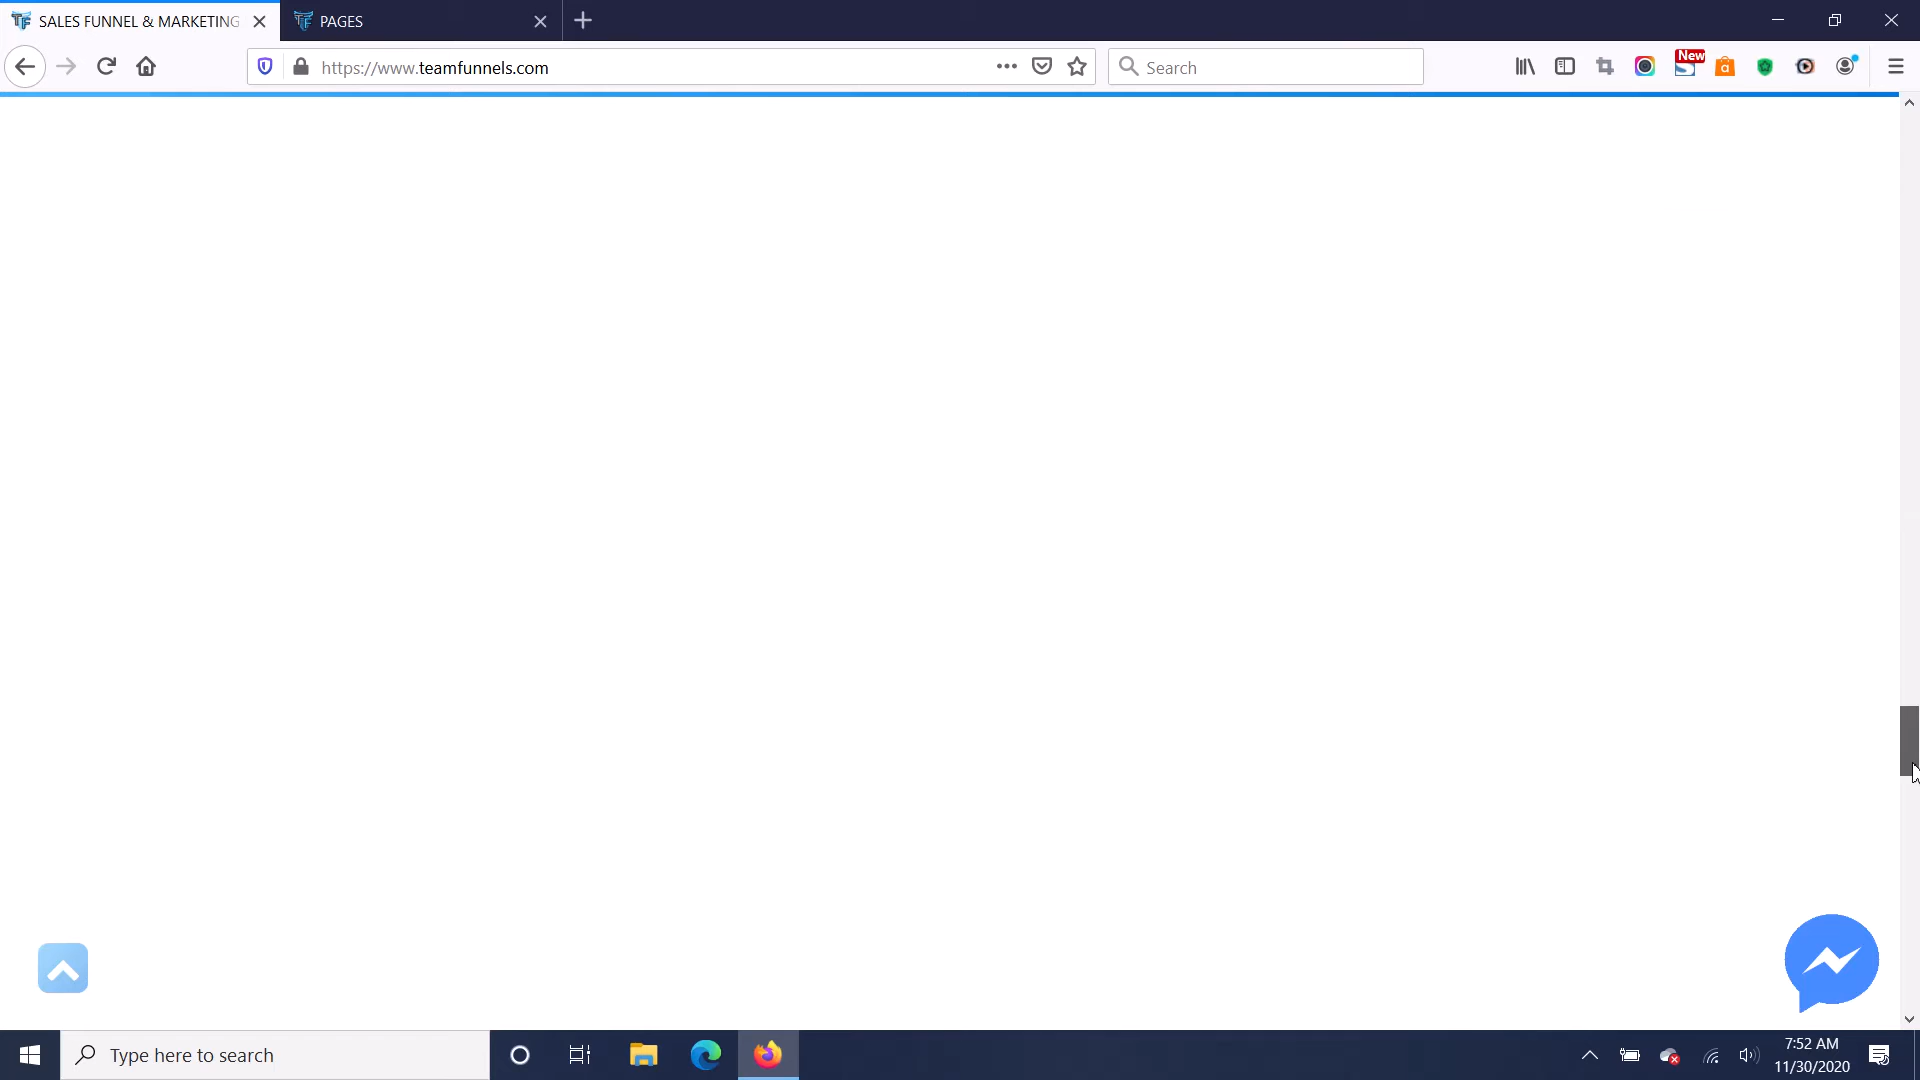 SALES FUNNEL & MARKETING
PAGES
https://www.teamfunnels.com
Search
New
Type here to search
7:52 AM
11/30/2020